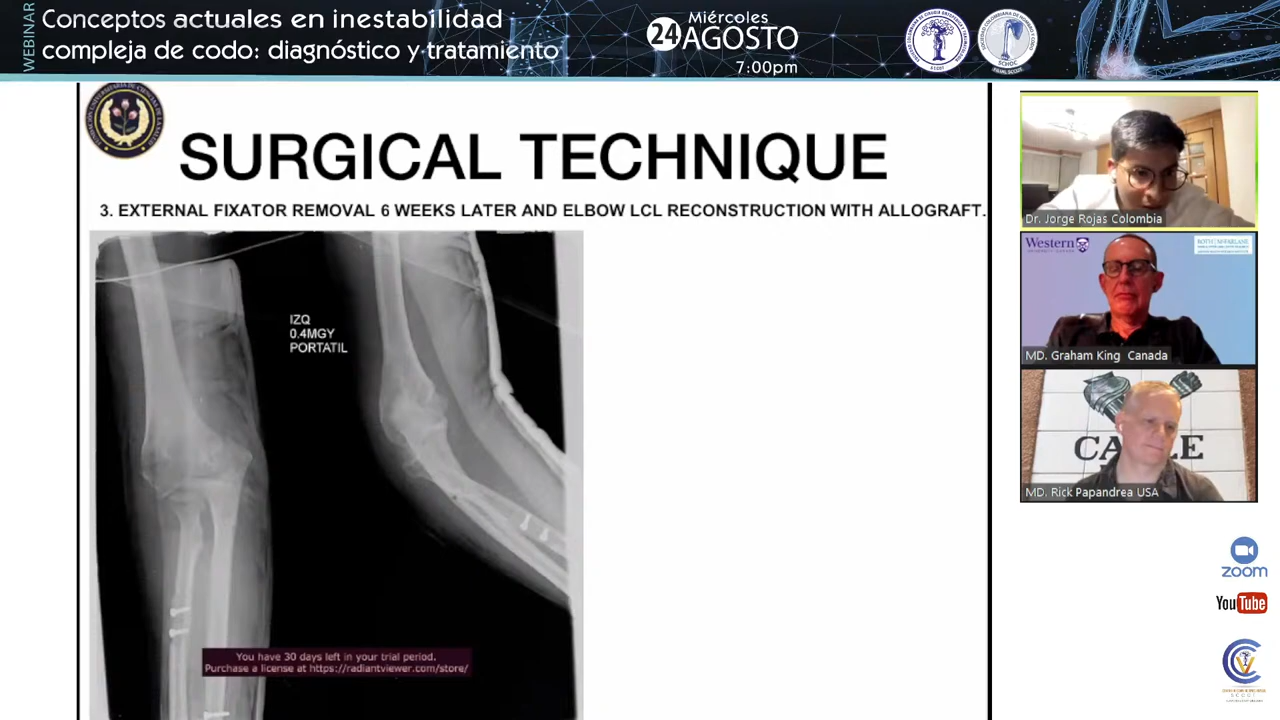 WEBINAR
Conceptos actuales en inestabilidad
compleja de codo: diagnóstico y tratamiento
Miércoles
24 AGOSTO
7:00pm
SURGICAL TECHNIQUE
3. EXTERNAL FIXATOR REMOVAL 6 WEEKS LATER AND ELBOW LCL RECONSTRUCTION WITH ALLOGRAFT.
IZQ
0.4MGY
PORTATIL
You have 30 days left in your trial period.
Purchase a license at https://radiantviewer.com/store/
Dr. Jorge Rojas Colombia
Western
MD. Graham King Canada
MD. Rick Papandrea USA
zoom
YouTube